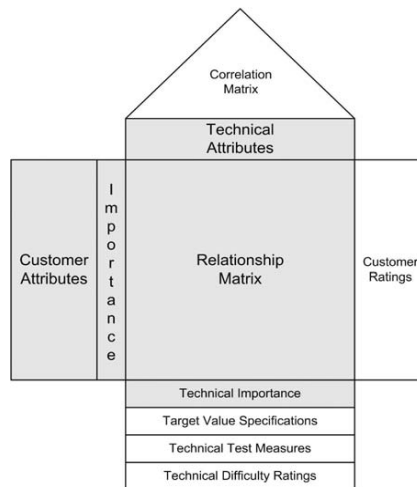 Correlation
Matrix
Technical
Attributes
Customer
Attributes
Importance
Relationship
Matrix
Customer
Ratings
Technical Importance
Target Value Specifications
Technical Test Measures
Technical Difficulty Ratings